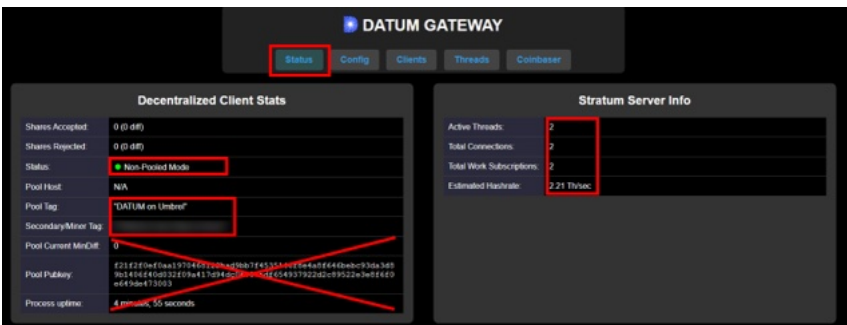 DATUM GATEWAY
Status Config Clients Threads Coinbaser
Decentralized Client Stats
Shares Accepted: 0 (0 diff)
Shares Rejected: 0 (0 diff)
Status: Non-Pooled Mode
Pool Host: N/A
Pool Tag: "DATUM on Umbrel"
Secondary/Miner Tag:
Pool Current MinDiff: 0
Pool Pubkey:
e649de473003
Process uptime: 4 minutes, 55 seconds
Stratum Server Info
Active Threads: 2
Total Connections: 2
Total Work Subscriptions: 2
Estimated Hashrate: 2.21 Th/sec